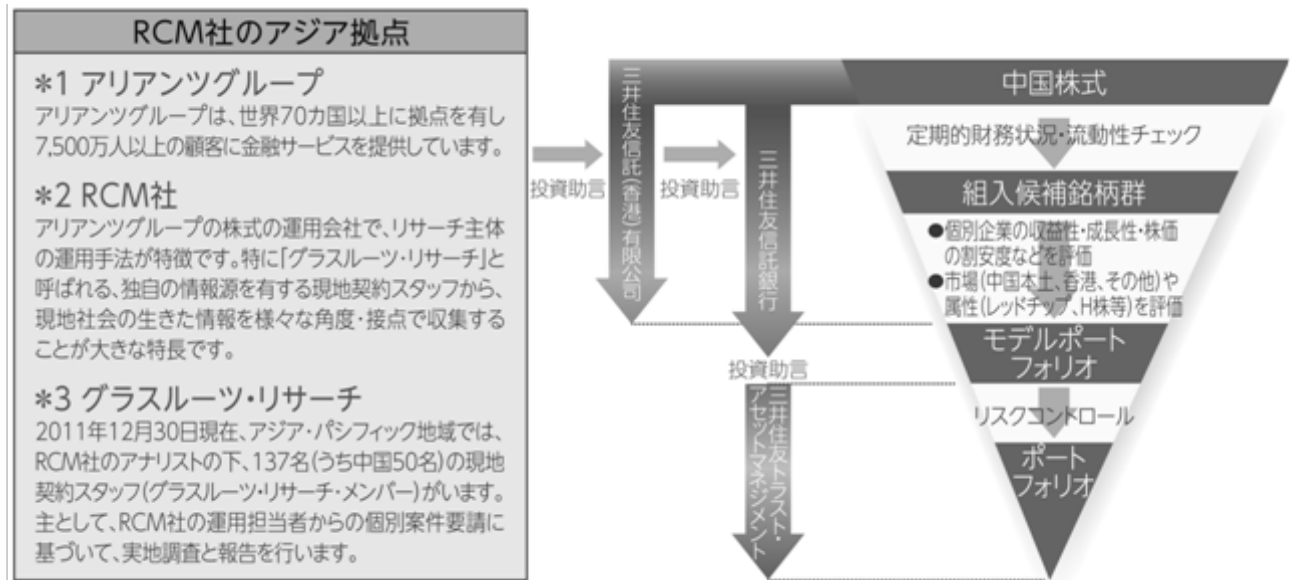 RCM社のアジア拠点
*1 アリアンツグループ
アリアンツグループは、世界70カ国以上に拠点を有し
7,500万人以上の顧客に金融サービスを提供しています。
*2 RCM社
アリアンツグループの株式の運用会社で、リサーチ主体
の運用手法が特徴です。特に「グラスルーツ・リサーチ」と
呼ばれる、独自の情報源を有する現地契約スタッフから、
現地社会の生きた情報を様々な角度・接点で収集する
ことが大きな特長です。
*3 グラスルーツ・リサーチ
2011年12月30日現在、アジア・パシフィック地域では、
RCM社のアナリストの下、137名(うち中国50名)の現地
契約スタッフ(グラスルーツ・リサーチ・メンバー)がいます。
主として、RCM社の運用担当者からの個別案件要請に
基づいて、実地調査と報告を行います。
投資助言
三井住友信託(香港)有限公司
投資助言
三井住友信託銀行
投資助言
三井住友トラスト・
アセットマネジメント
中国株式
定期的財務状況・流動性チェック
組入候補銘柄群
●個別企業の収益性・成長性・株価
の割安度などを評価
●市場(中国本土、香港、その他)や
属性(レッドチップ、H株等)を評価
モデルポート
フォリオ
リスクコントロール
ポート
フォリオ